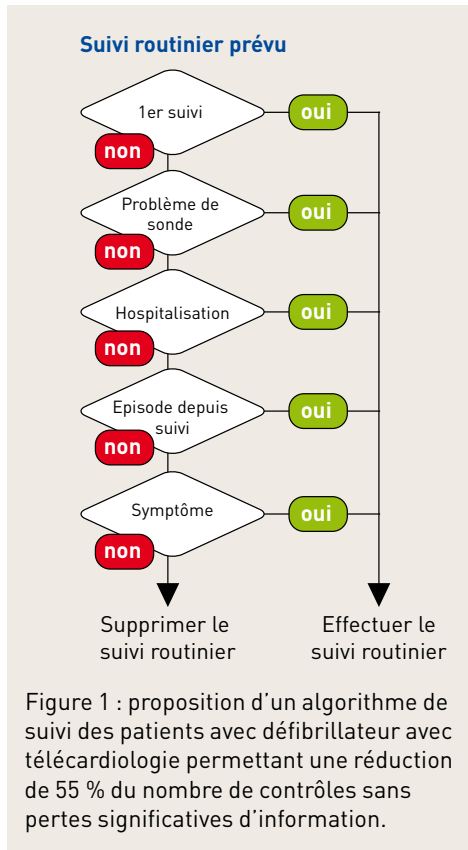 Suivi routinier prévu
1er suivi
oui
non
Problème de
sonde
oui
non
Hospitalisation
oui
non
Episode depuis
suivi
oui
non
Symptôme
oui
non
Supprimer le
suivi routinier
Effectuer le
suivi routinier
Figure 1 : proposition d’un algorithme de
suivi des patients avec défibrillateur avec
télécardiologie permettant une réduction
de 55 % du nombre de contrôles sans
pertes significatives d’information.